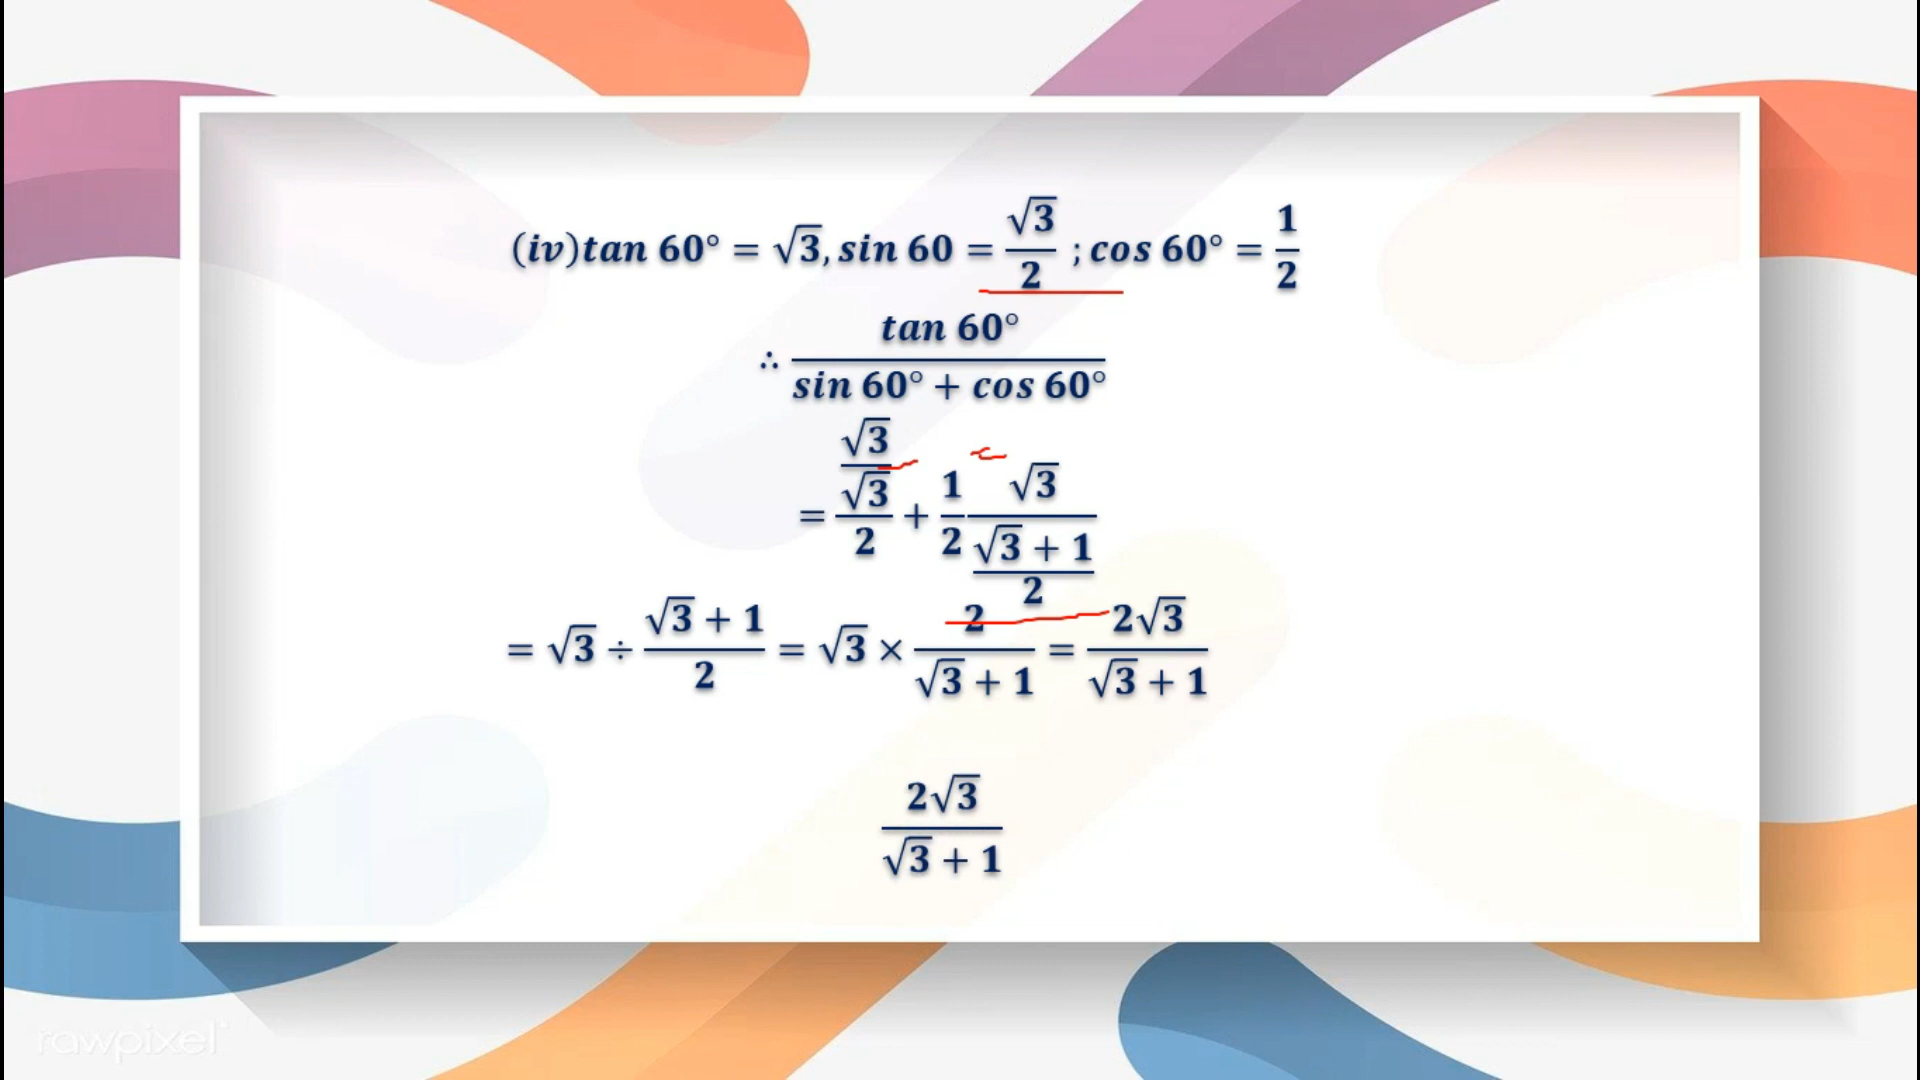 (iv)tan 60° = √3, sin 60 = √3/2 ; cos 60° = 1/2
∴ tan 60° / sin 60° + cos 60°
= √3 / √3/2 + 1/2 √3 / √3 + 1 / 2
= √3 ÷ √3 + 1 / 2 = √3 × 2 / √3 + 1 = 2√3 / √3 + 1
2√3 / √3 + 1
rawpixel